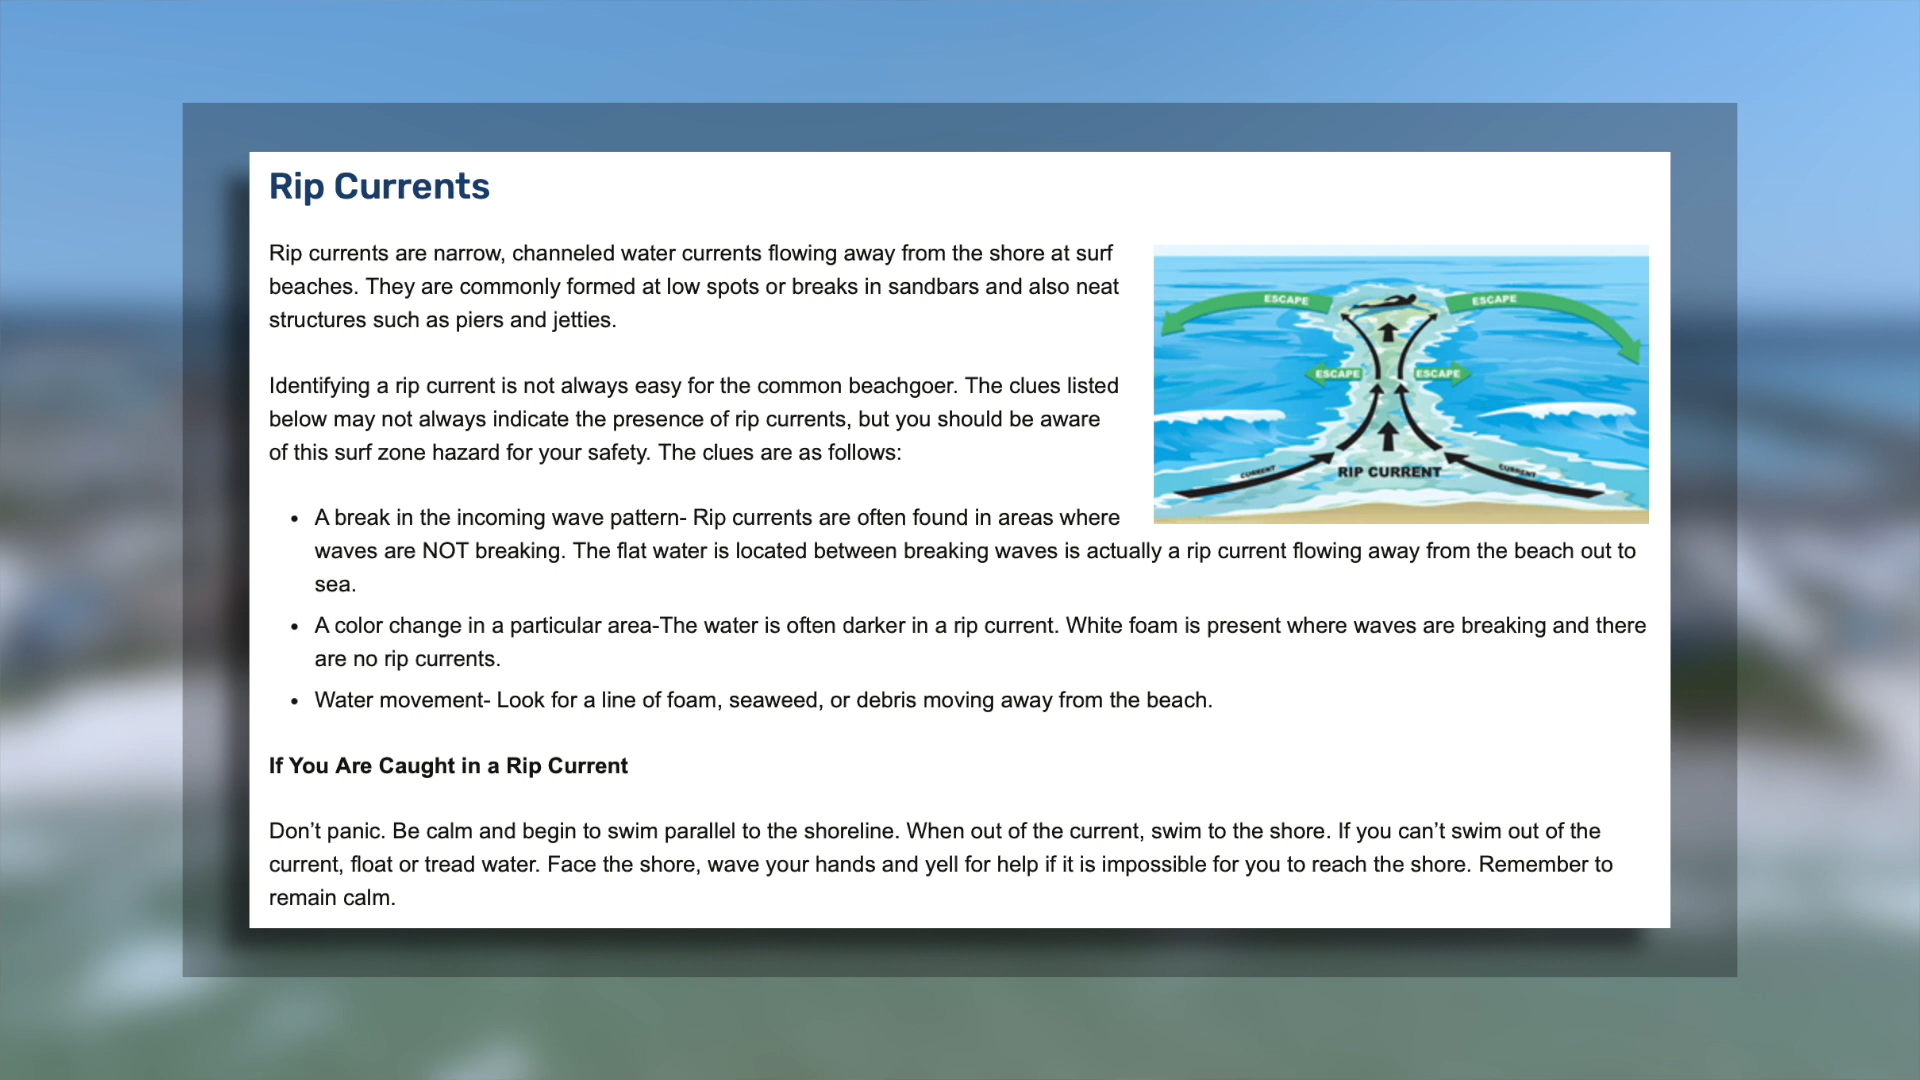 Rip Currents
Rip currents are narrow, channeled water currents flowing away from the shore at surf
beaches. They are commonly formed at low spots or breaks in sandbars and also neat
structures such as piers and jetties.
Identifying a rip current is not always easy for the common beachgoer. The clues listed
below may not always indicate the presence of rip currents, but you should be aware
of this surf zone hazard for your safety. The clues are as follows:
ESCAPE
ESCAPE
ESCAPE
ESCAPE
CURRENT
RIP CURRENT
CURRENT
• A break in the incoming wave pattern- Rip currents are often found in areas where
waves are NOT breaking. The flat water is located between breaking waves is actually a rip current flowing away from the beach out to
sea.
• A color change in a particular area-The water is often darker in a rip current. White foam is present where waves are breaking and there
are no rip currents.
• Water movement- Look for a line of foam, seaweed, or debris moving away from the beach.
If You Are Caught in a Rip Current
Don’t panic. Be calm and begin to swim parallel to the shoreline. When out of the current, swim to the shore. If you can’t swim out of the
current, float or tread water. Face the shore, wave your hands and yell for help if it is impossible for you to reach the shore. Remember to
remain calm.